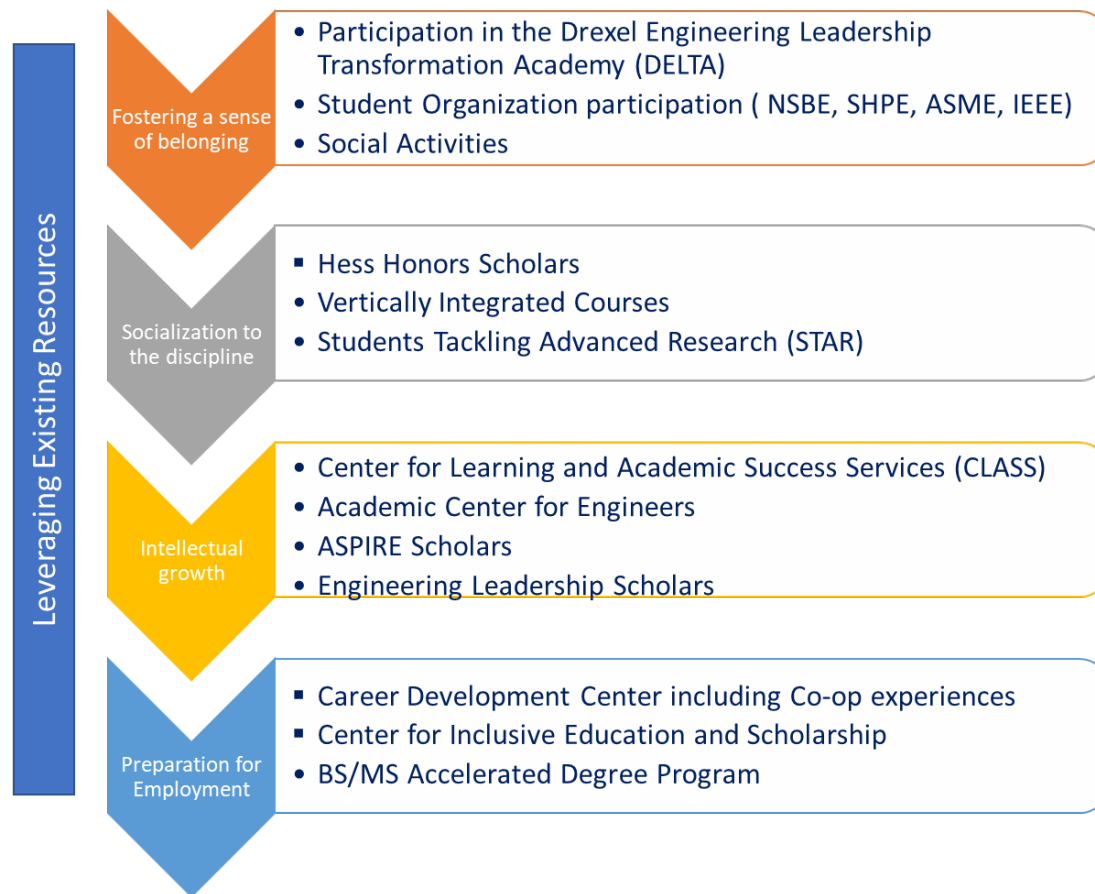 Leveraging Existing Resources
Fostering a sense
of belonging
• Participation in the Drexel Engineering Leadership
Transformation Academy (DELTA)
• Student Organization participation ( NSBE, SHPE, ASME, IEEE)
• Social Activities
Socialization to
the discipline
▪ Hess Honors Scholars
• Vertically Integrated Courses
• Students Tackling Advanced Research (STAR)
Intellectual
growth
• Center for Learning and Academic Success Services (CLASS)
• Academic Center for Engineers
• ASPIRE Scholars
• Engineering Leadership Scholars
Preparation for
Employment
▪ Career Development Center including Co-op experiences
▪ Center for Inclusive Education and Scholarship
• BS/MS Accelerated Degree Program